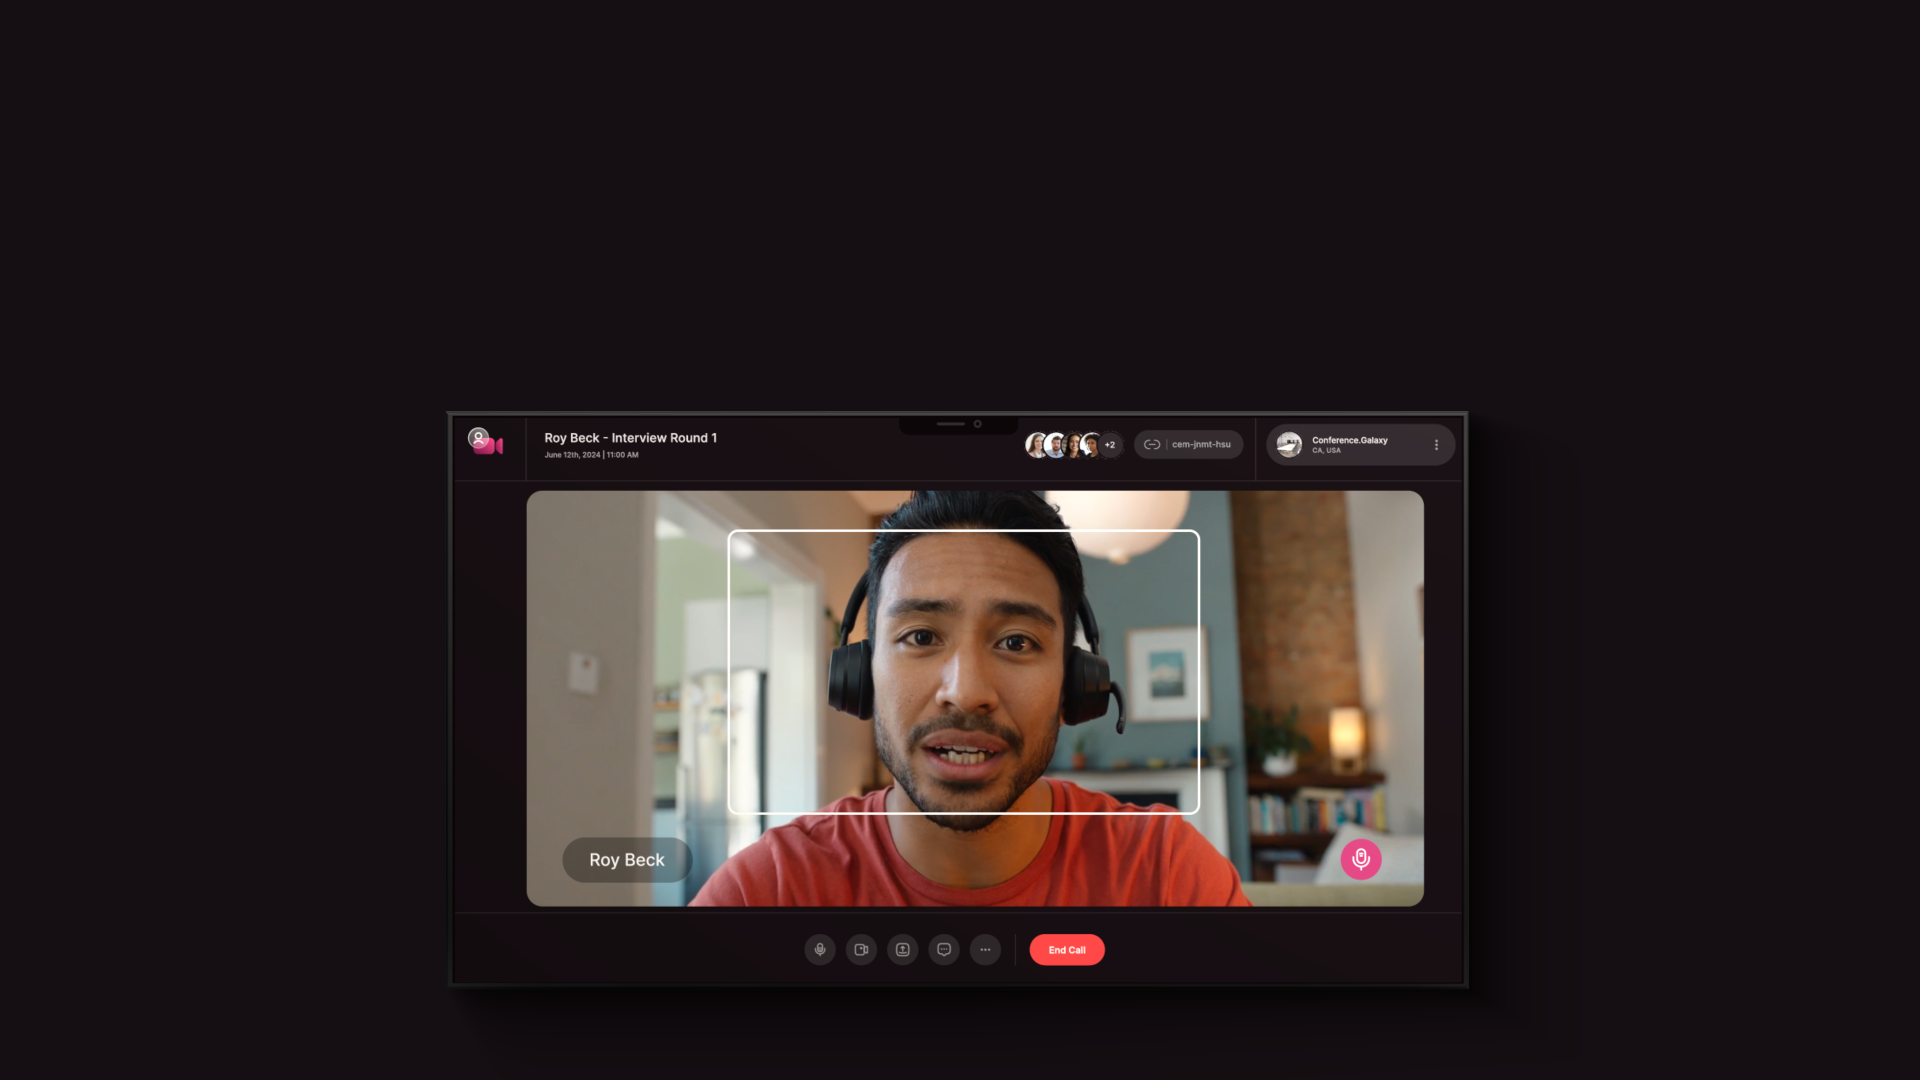 Roy Beck - Interview Round 1
June 12th, 2024 | 11:00 AM
+2
cem-jnmt-hsu
Conference.Galaxy
CA, USA
Roy Beck
End Call